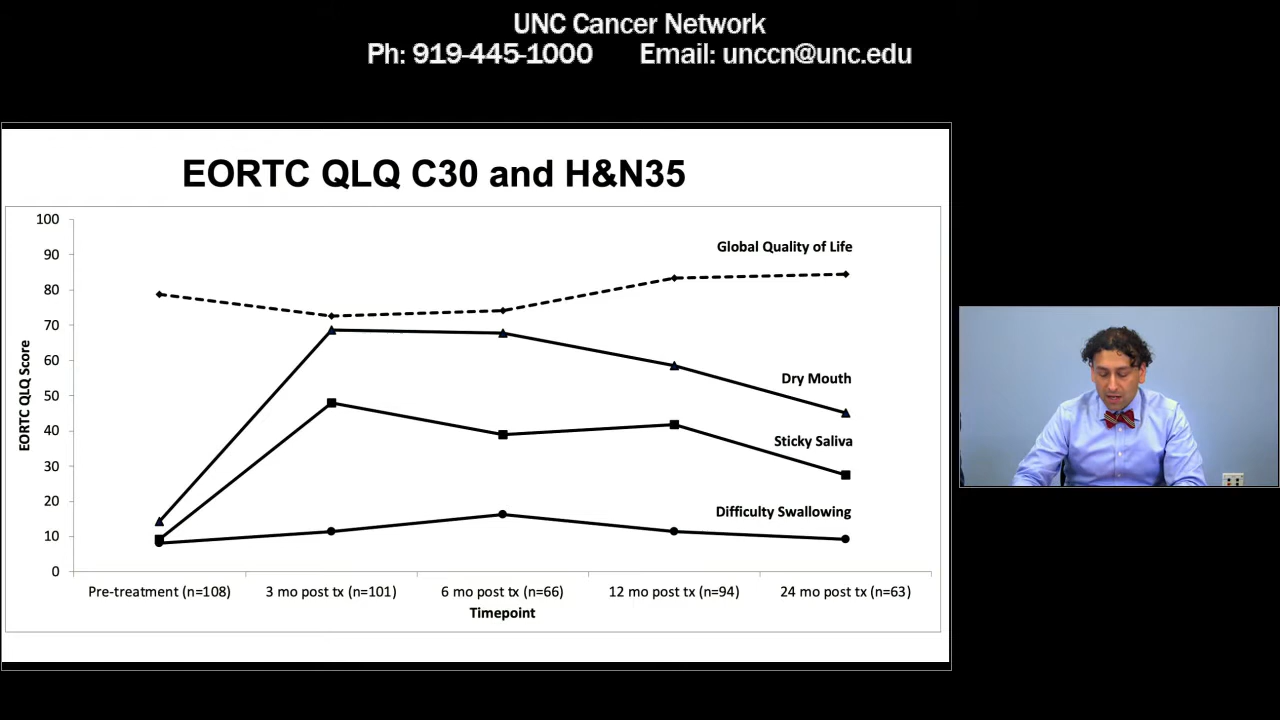 UNC Cancer Network
Ph: 919-445-1000 Email: unccn@unc.edu
EORTC QLQ C30 and H&N35
100
90
80
70
60
50
40
30
20
10
0
EORTC QLQ Score
Global Quality of Life
Dry Mouth
Sticky Saliva
Difficulty Swallowing
Pre-treatment (n=108)
3 mo post tx (n=101)
6 mo post tx (n=66)
12 mo post tx (n=94)
24 mo post tx (n=63)
Timepoint